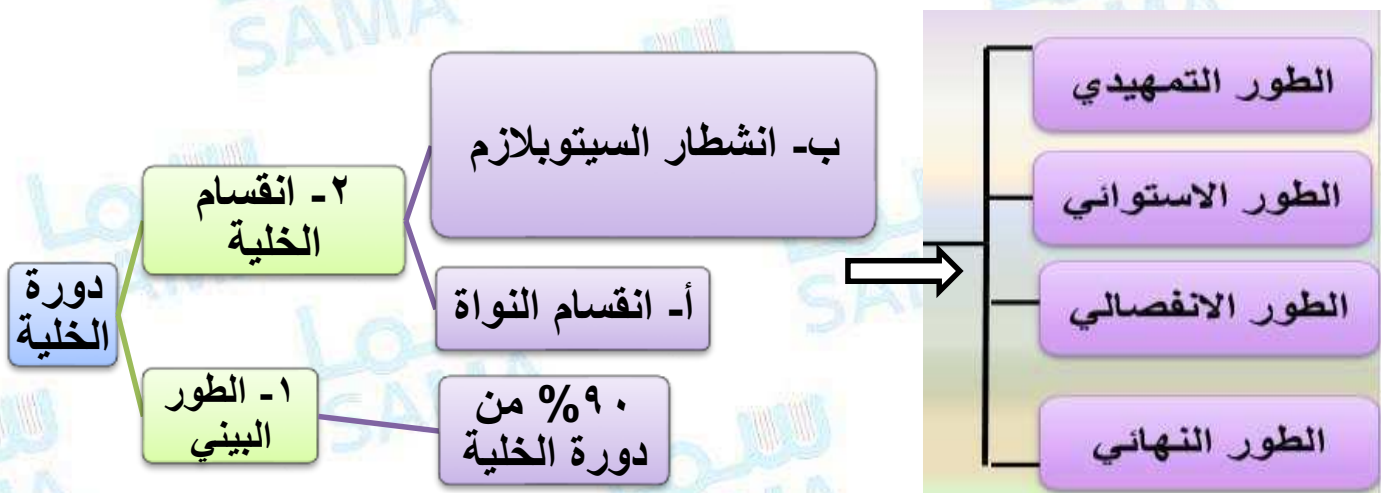 دورة
الخلية
٢- انقسام
الخلية
ب- انشطار السيتوبلازم
أ- انقسام النواة
١- الطور
البيني
٩٠% من
دورة الخلية
الطور التمهيدي
الطور الاستوائي
الطور الانفصالي
الطور النهائي
سما
SAMA